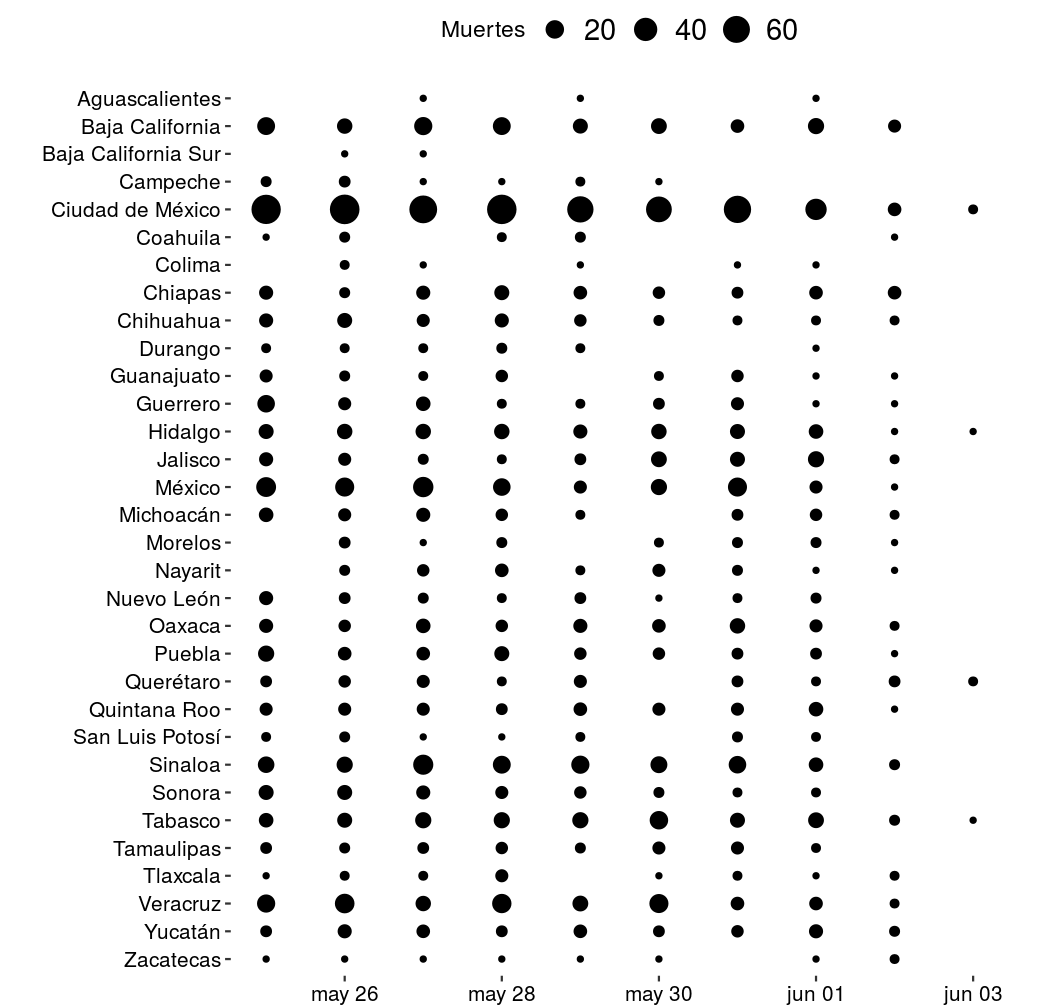 Muertes 20 40 60
Aguascalientes
Baja California
Baja California Sur
Campeche
Ciudad de México
Coahuila
Colima
Chiapas
Chihuahua
Durango
Guanajuato
Guerrero
Hidalgo
Jalisco
México
Michoacán
Morelos
Nayarit
Nuevo León
Oaxaca
Puebla
Querétaro
Quintana Roo
San Luis Potosí
Sinaloa
Sonora
Tabasco
Tamaulipas
Tlaxcala
Veracruz
Yucatán
Zacatecas
may 26 may 28 may 30 jun 01 jun 03